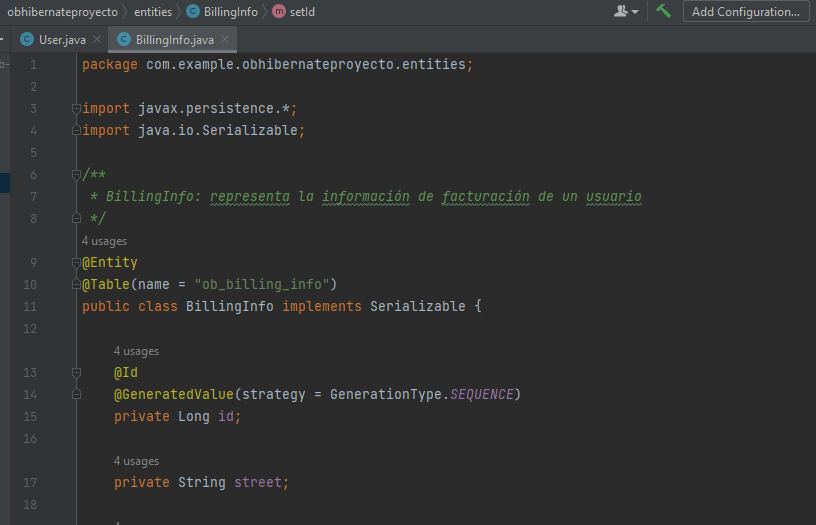 obhibernateproyecto entities BillingInfo setId Add Configuration...
User.java BillingInfo.java
b-
1 package com.example.obhibernateproyecto.entities;
2
3 import javax.persistence.*;
4 import java.io.Serializable;
5
6 /**
7 * BillingInfo: representa la información de facturación de un usuario
8 */
4 usages
9 @Entity
10 @Table(name = "ob_billing_info")
11 public class BillingInfo implements Serializable {
12
4 usages
13 @Id
14 @GeneratedValue(strategy = GenerationType.SEQUENCE)
15 private Long id;
16
4 usages
17 private String street;
18